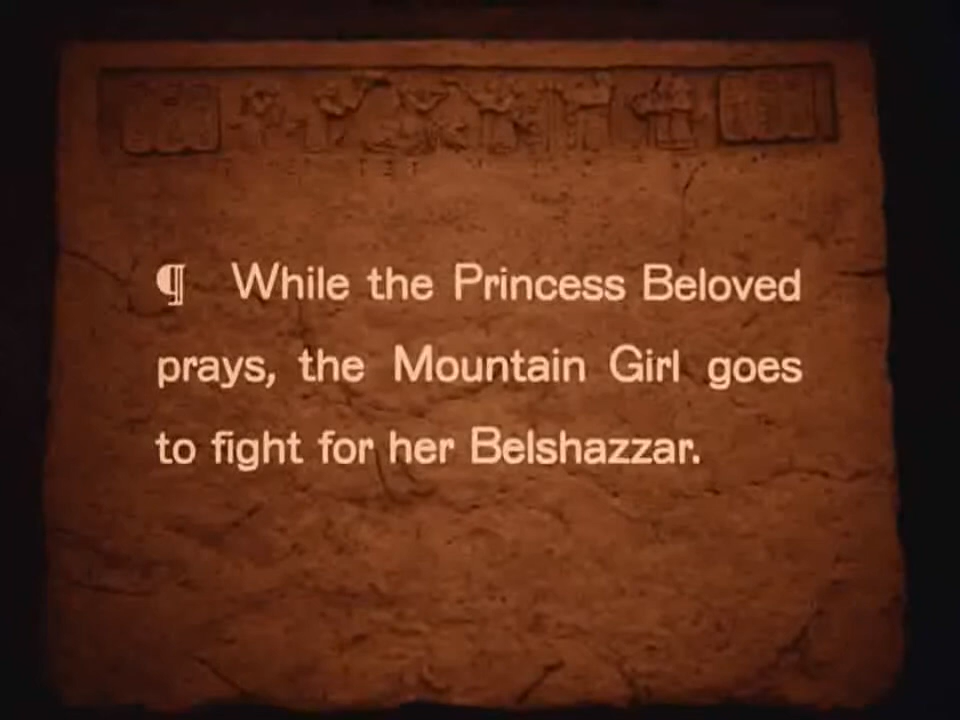 ¶ While the Princess Beloved
prays, the Mountain Girl goes
to fight for her Belshazzar.